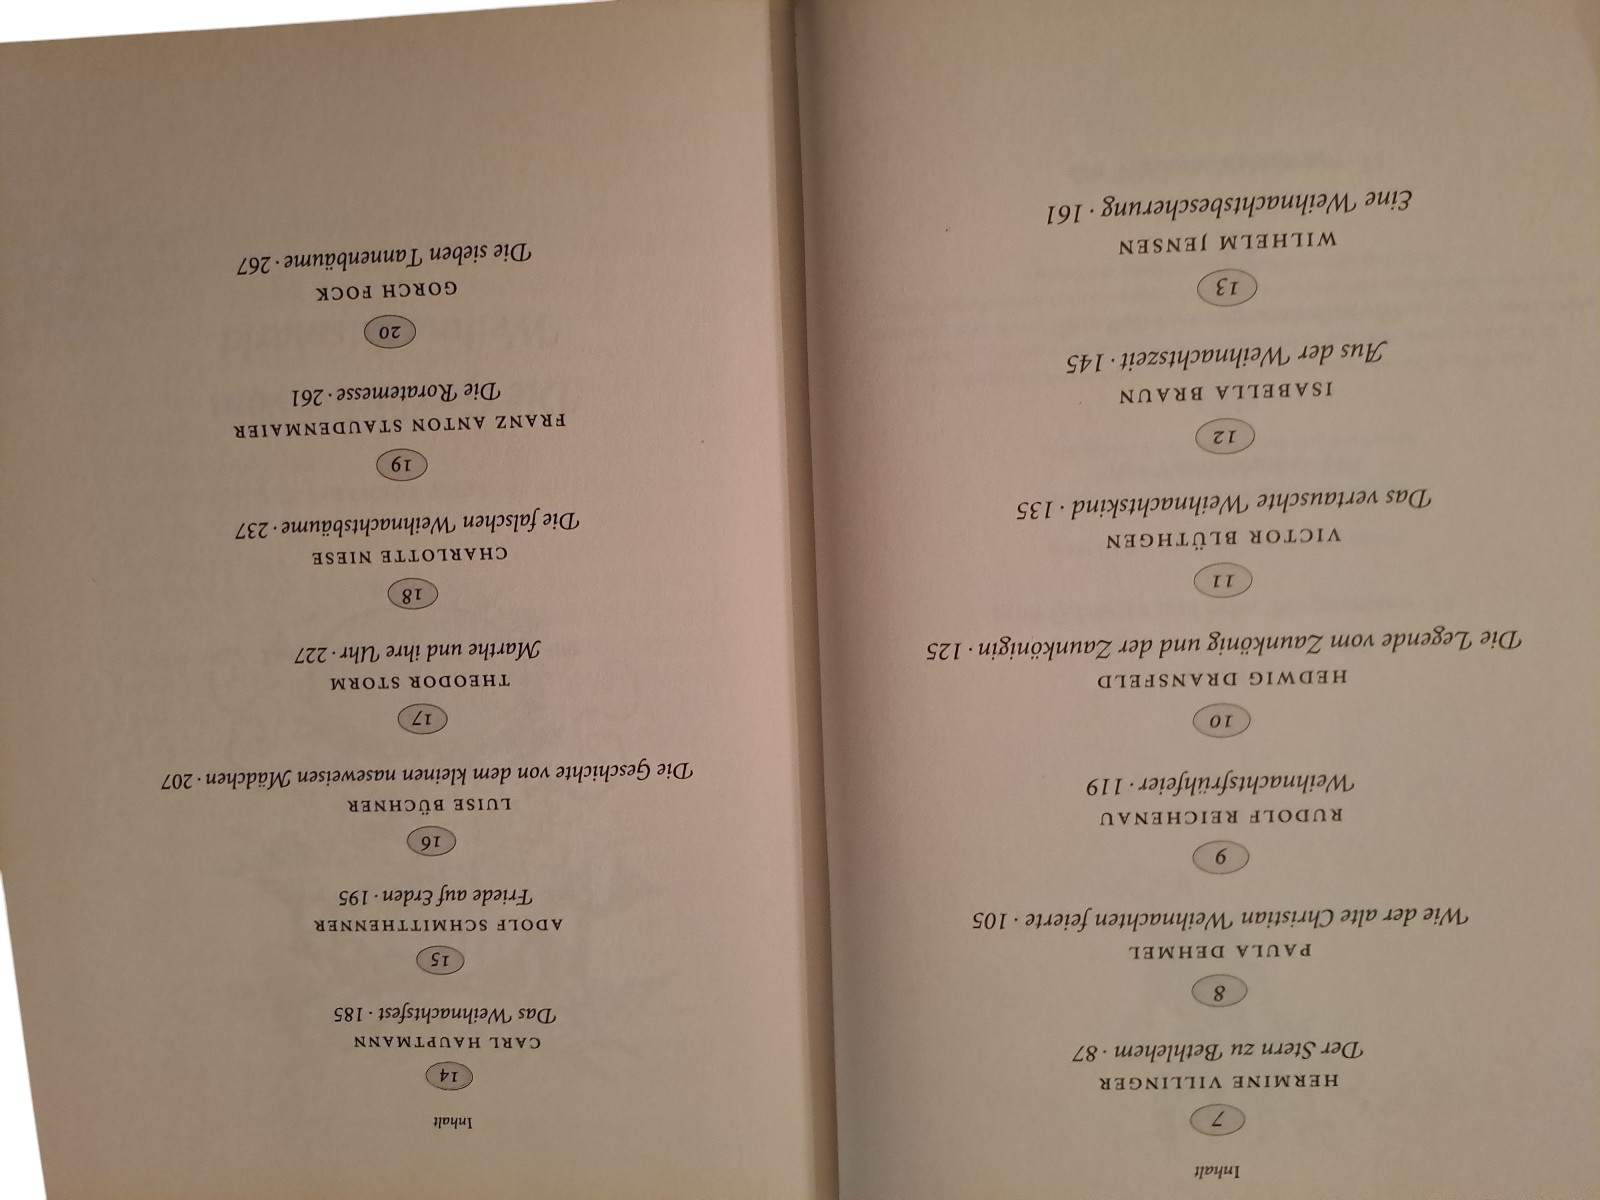 Inhalt
7
HERMINE VILLINGER
Der Stern zu Bethlehem · 87
8
PAULA DEHMEL
Wie der alte Christian Weihnachten feierte · 105
9
RUDOLF REICHENAU
Weihnachtsfrühfeier · 119
10
HEDWIG DRANSFELD
Die Legende vom Zaunkönig und der Zaunkönigin · 125
11
VICTOR BLÜTHGEN
Das vertauschte Weihnachtskind · 135
12
ISABELLA BRAUN
Aus der Weihnachtszeit · 145
13
WILHELM JENSEN
Eine Weihnachtsbescherung · 161
Inhalt
14
CARL HAUPTMANN
Das Weihnachtsfest · 185
15
ADOLF SCHMITTHENNER
Friede auf Erden · 195
16
LUISE BÜCHNER
Die Geschichte von dem kleinen naseweisen Mädchen · 207
17
THEODOR STORM
Marthe und ihre Uhr · 227
18
CHARLOTTE NIESE
Die falschen Weihnachtsbäume · 237
19
FRANZ ANTON STAUDENMAIER
Die Roratemesse · 261
20
GORCH FOCK
Die sieben Tannenbäume · 267